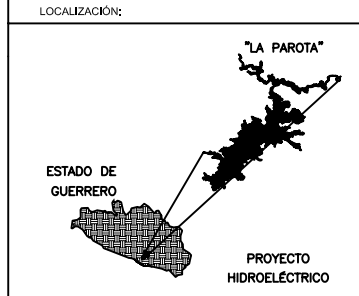 LOCALIZACIÓN:
"LA PAROTA"
ESTADO DE
GUERRERO
PROYECTO
HIDROELÉCTRICO